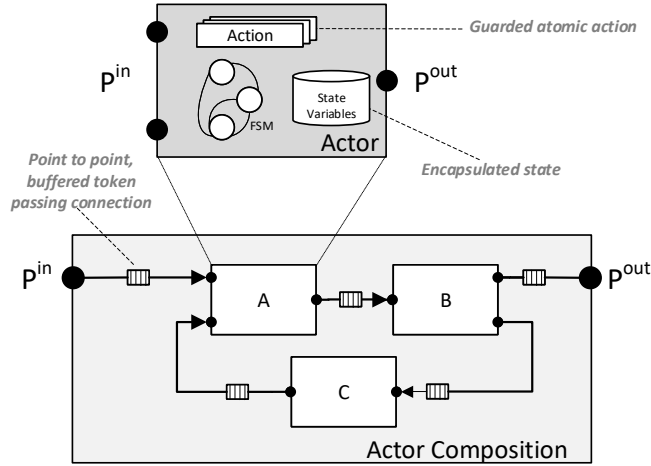 Action
Guarded atomic action
P^in
P^out
State
Variables
FSM
Actor
Point to point,
buffered token
passing connection
Encapsulated state
P^in
A
B
P^out
C
Actor Composition